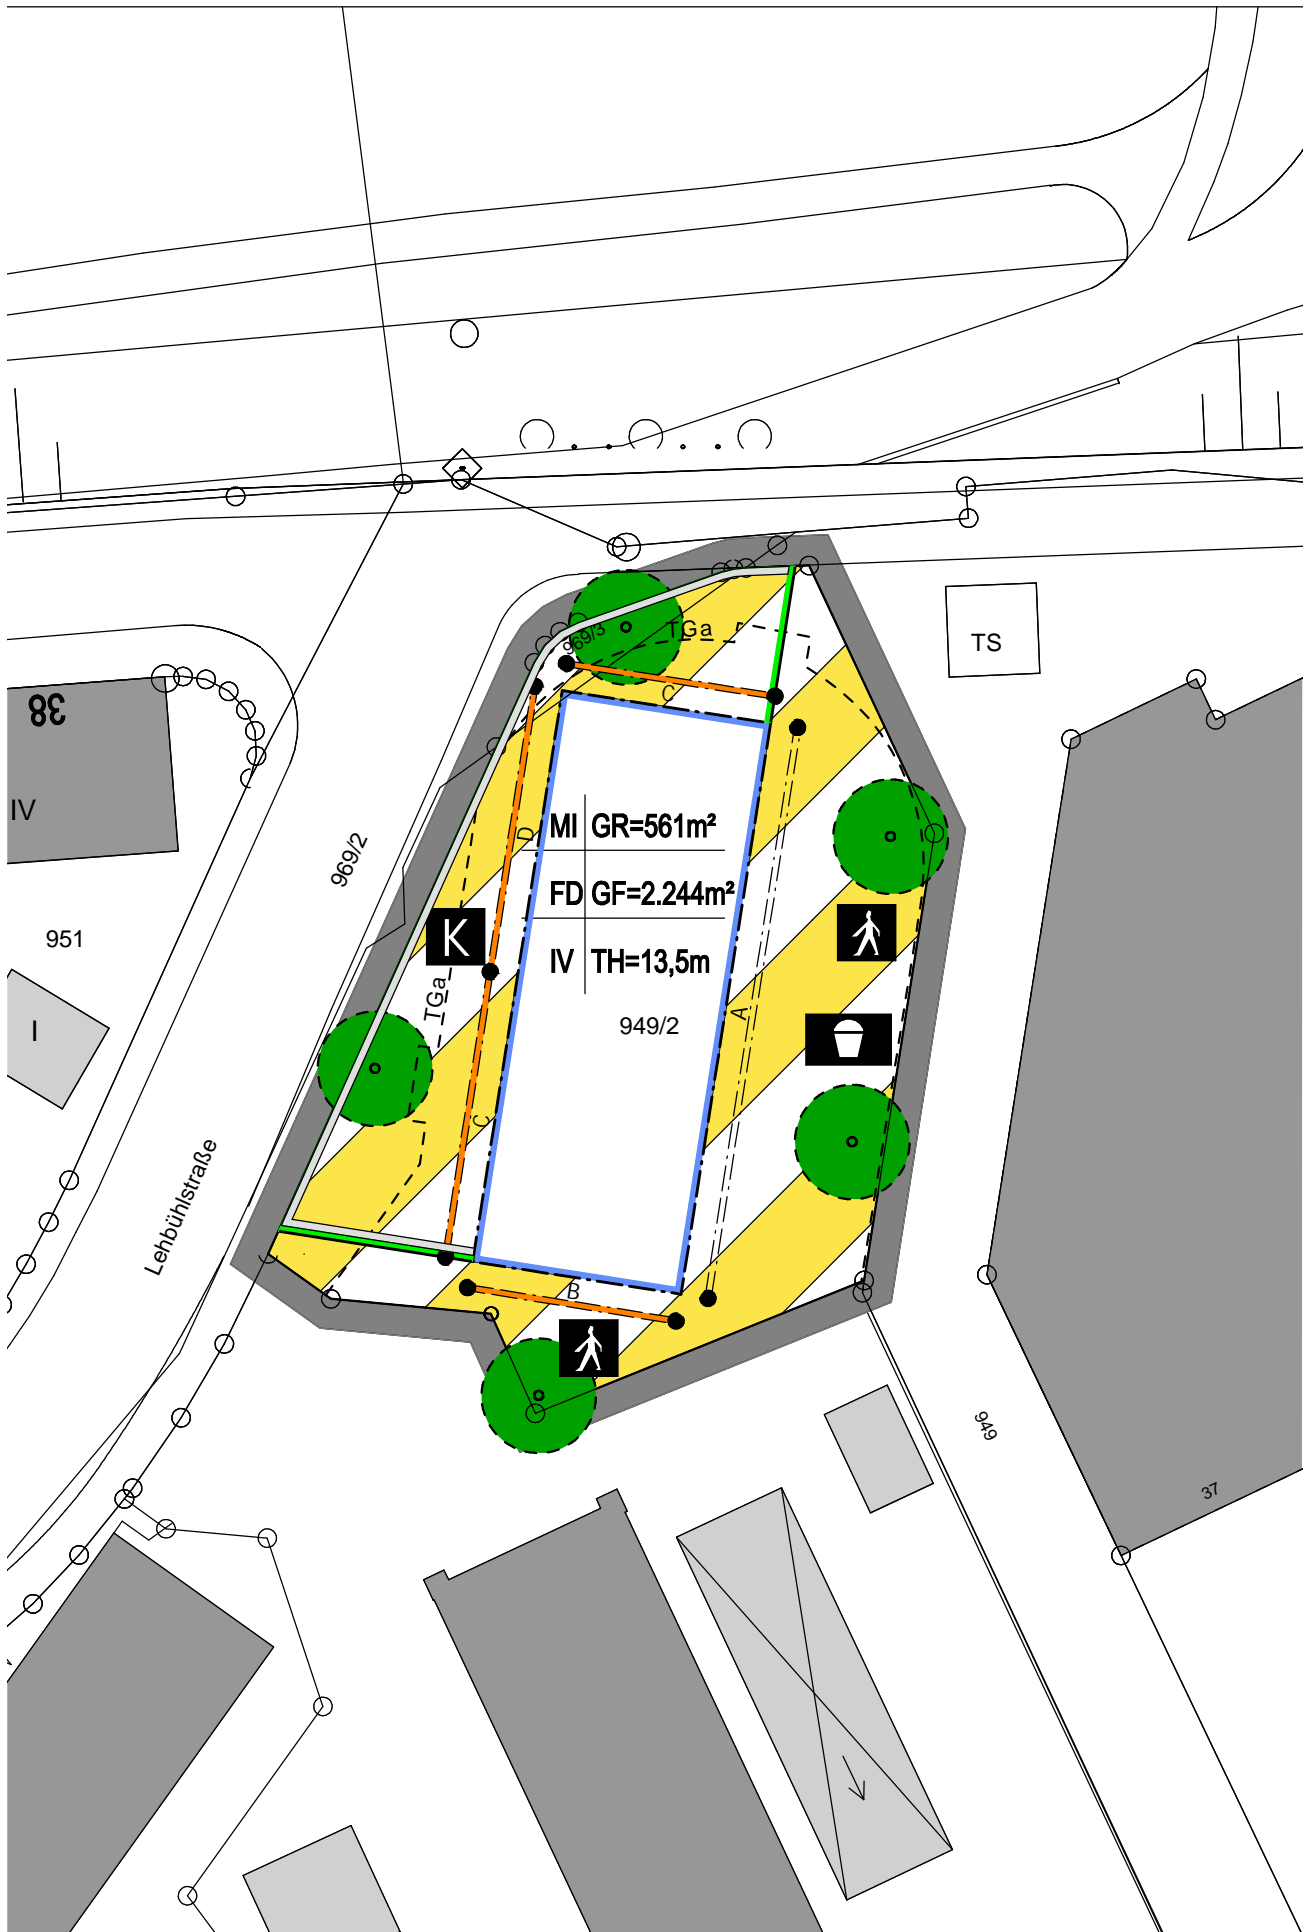 TGa
969/3
TS
C
38
IV
D
MI GR=561m²
969/2
FD GF=2.244m²
K
951
IV TH=13,5m
TGa
A
I
949/2
C
Lehbühlstraße
B
949
37